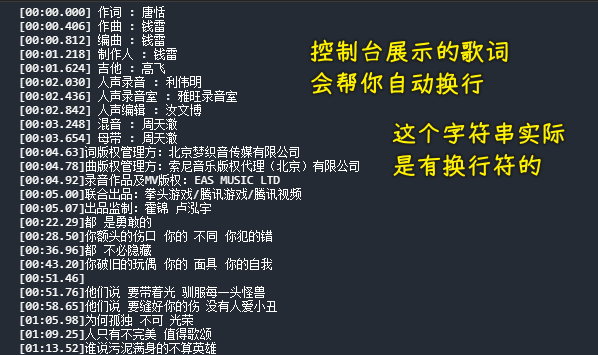 [00:00.000] 作词 : 唐恬
[00:00.406] 作曲 : 钱雷
[00:00.812] 编曲 : 钱雷
[00:01.218] 制作人 : 钱雷
[00:01.624] 吉他 : 高飞
[00:02.030] 人声录音 : 利伟明
[00:02.436] 人声录音室 : 雅旺录音室
[00:02.842] 人声编辑 : 汝文博
[00:03.248] 混音 : 周天澈
[00:03.654] 母带 : 周天澈
[00:04.63]词版权管理方：北京梦织音传媒有限公司
[00:04.78]曲版权管理方：索尼音乐版权代理（北京）有限公司
[00:04.92]录音作品及MV版权：EAS MUSIC LTD
[00:05.00]联合出品：拳头游戏/腾讯游戏/腾讯视频
[00:05.07]出品监制：霍锦 卢泓宇
[00:22.29]都 是勇敢的
[00:28.50]你额头的伤口 你的 不同 你犯的错
[00:36.96]都 不必隐藏
[00:43.20]你破旧的玩偶 你的 面具 你的自我
[00:51.46]
[00:51.76]他们说 要带着光 驯服每一头怪兽
[00:58.65]他们说 要缝好你的伤 没有人爱小丑
[01:05.98]为何孤独 不可 光荣
[01:09.25]人只有不完美 值得歌颂
[01:13.52]谁说污泥满身的不算英雄
控制台展示的歌词
会帮你自动换行
这个字符串实际
是有换行符的